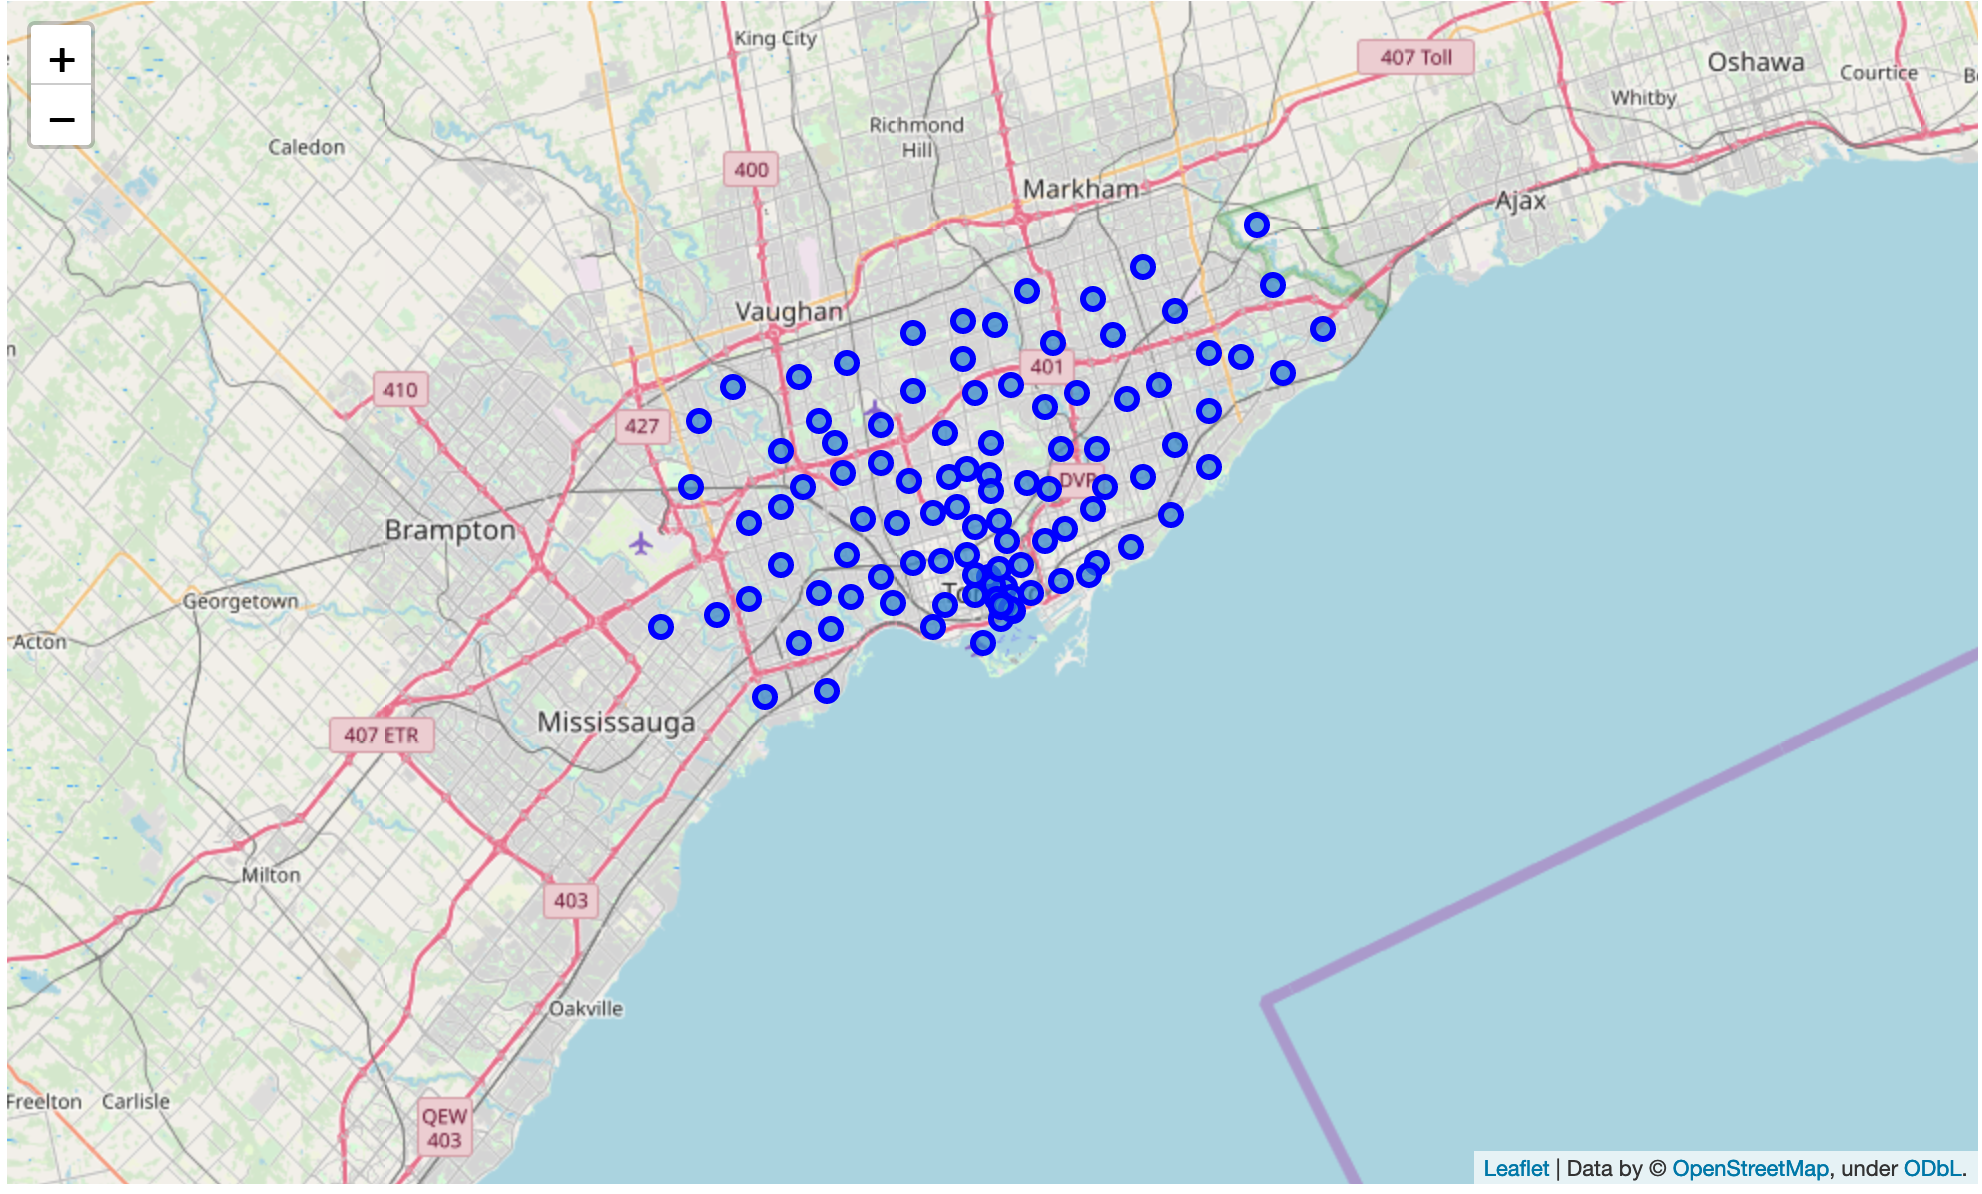 +
−
King City
407 Toll
Oshawa
Courtice
Whitby
Richmond
Hill
Caledon
400
Markham
Ajax
Vaughan
401
410
427
DVP
Brampton
Georgetown
Acton
Mississauga
407 ETR
Milton
403
Oakville
Freelton
Carlisle
QEW
403
Leaflet | Data by © OpenStreetMap, under ODbL.